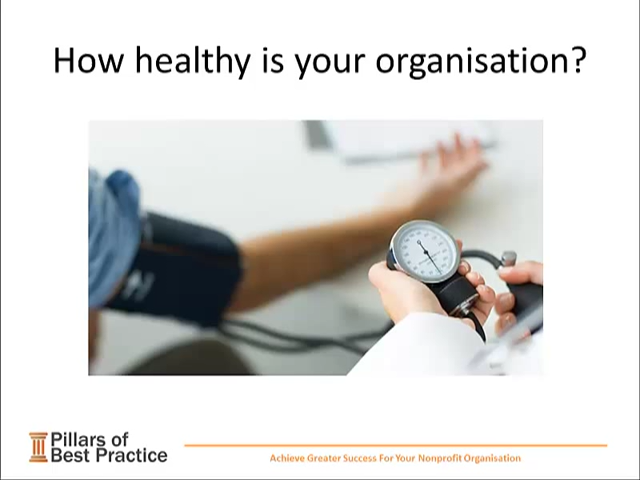 How healthy is your organisation?
Pillars of
Best Practice
Achieve Greater Success For Your Nonprofit Organisation